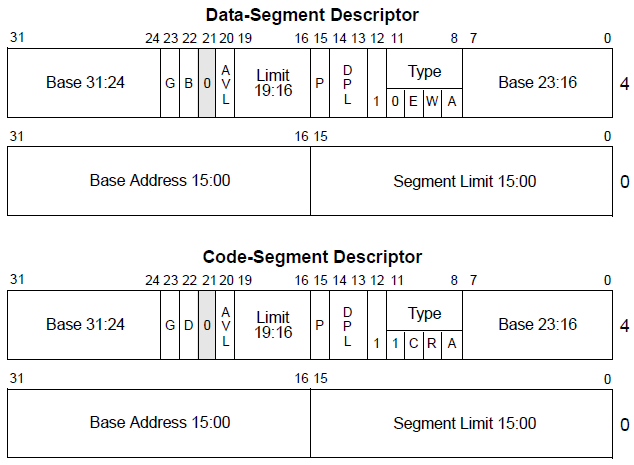 Data-Segment Descriptor
31 24 23 22 21 20 19 16 15 14 13 12 11 8 7 0
Base 31:24 G B 0 AVL Limit 19:16 P DPL 1 Type 0 E W A Base 23:16 4
31 16 15 0
Base Address 15:00 Segment Limit 15:00 0
Code-Segment Descriptor
31 24 23 22 21 20 19 16 15 14 13 12 11 8 7 0
Base 31:24 G D 0 AVL Limit 19:16 P DPL 1 Type 1 C R A Base 23:16 4
31 16 15 0
Base Address 15:00 Segment Limit 15:00 0